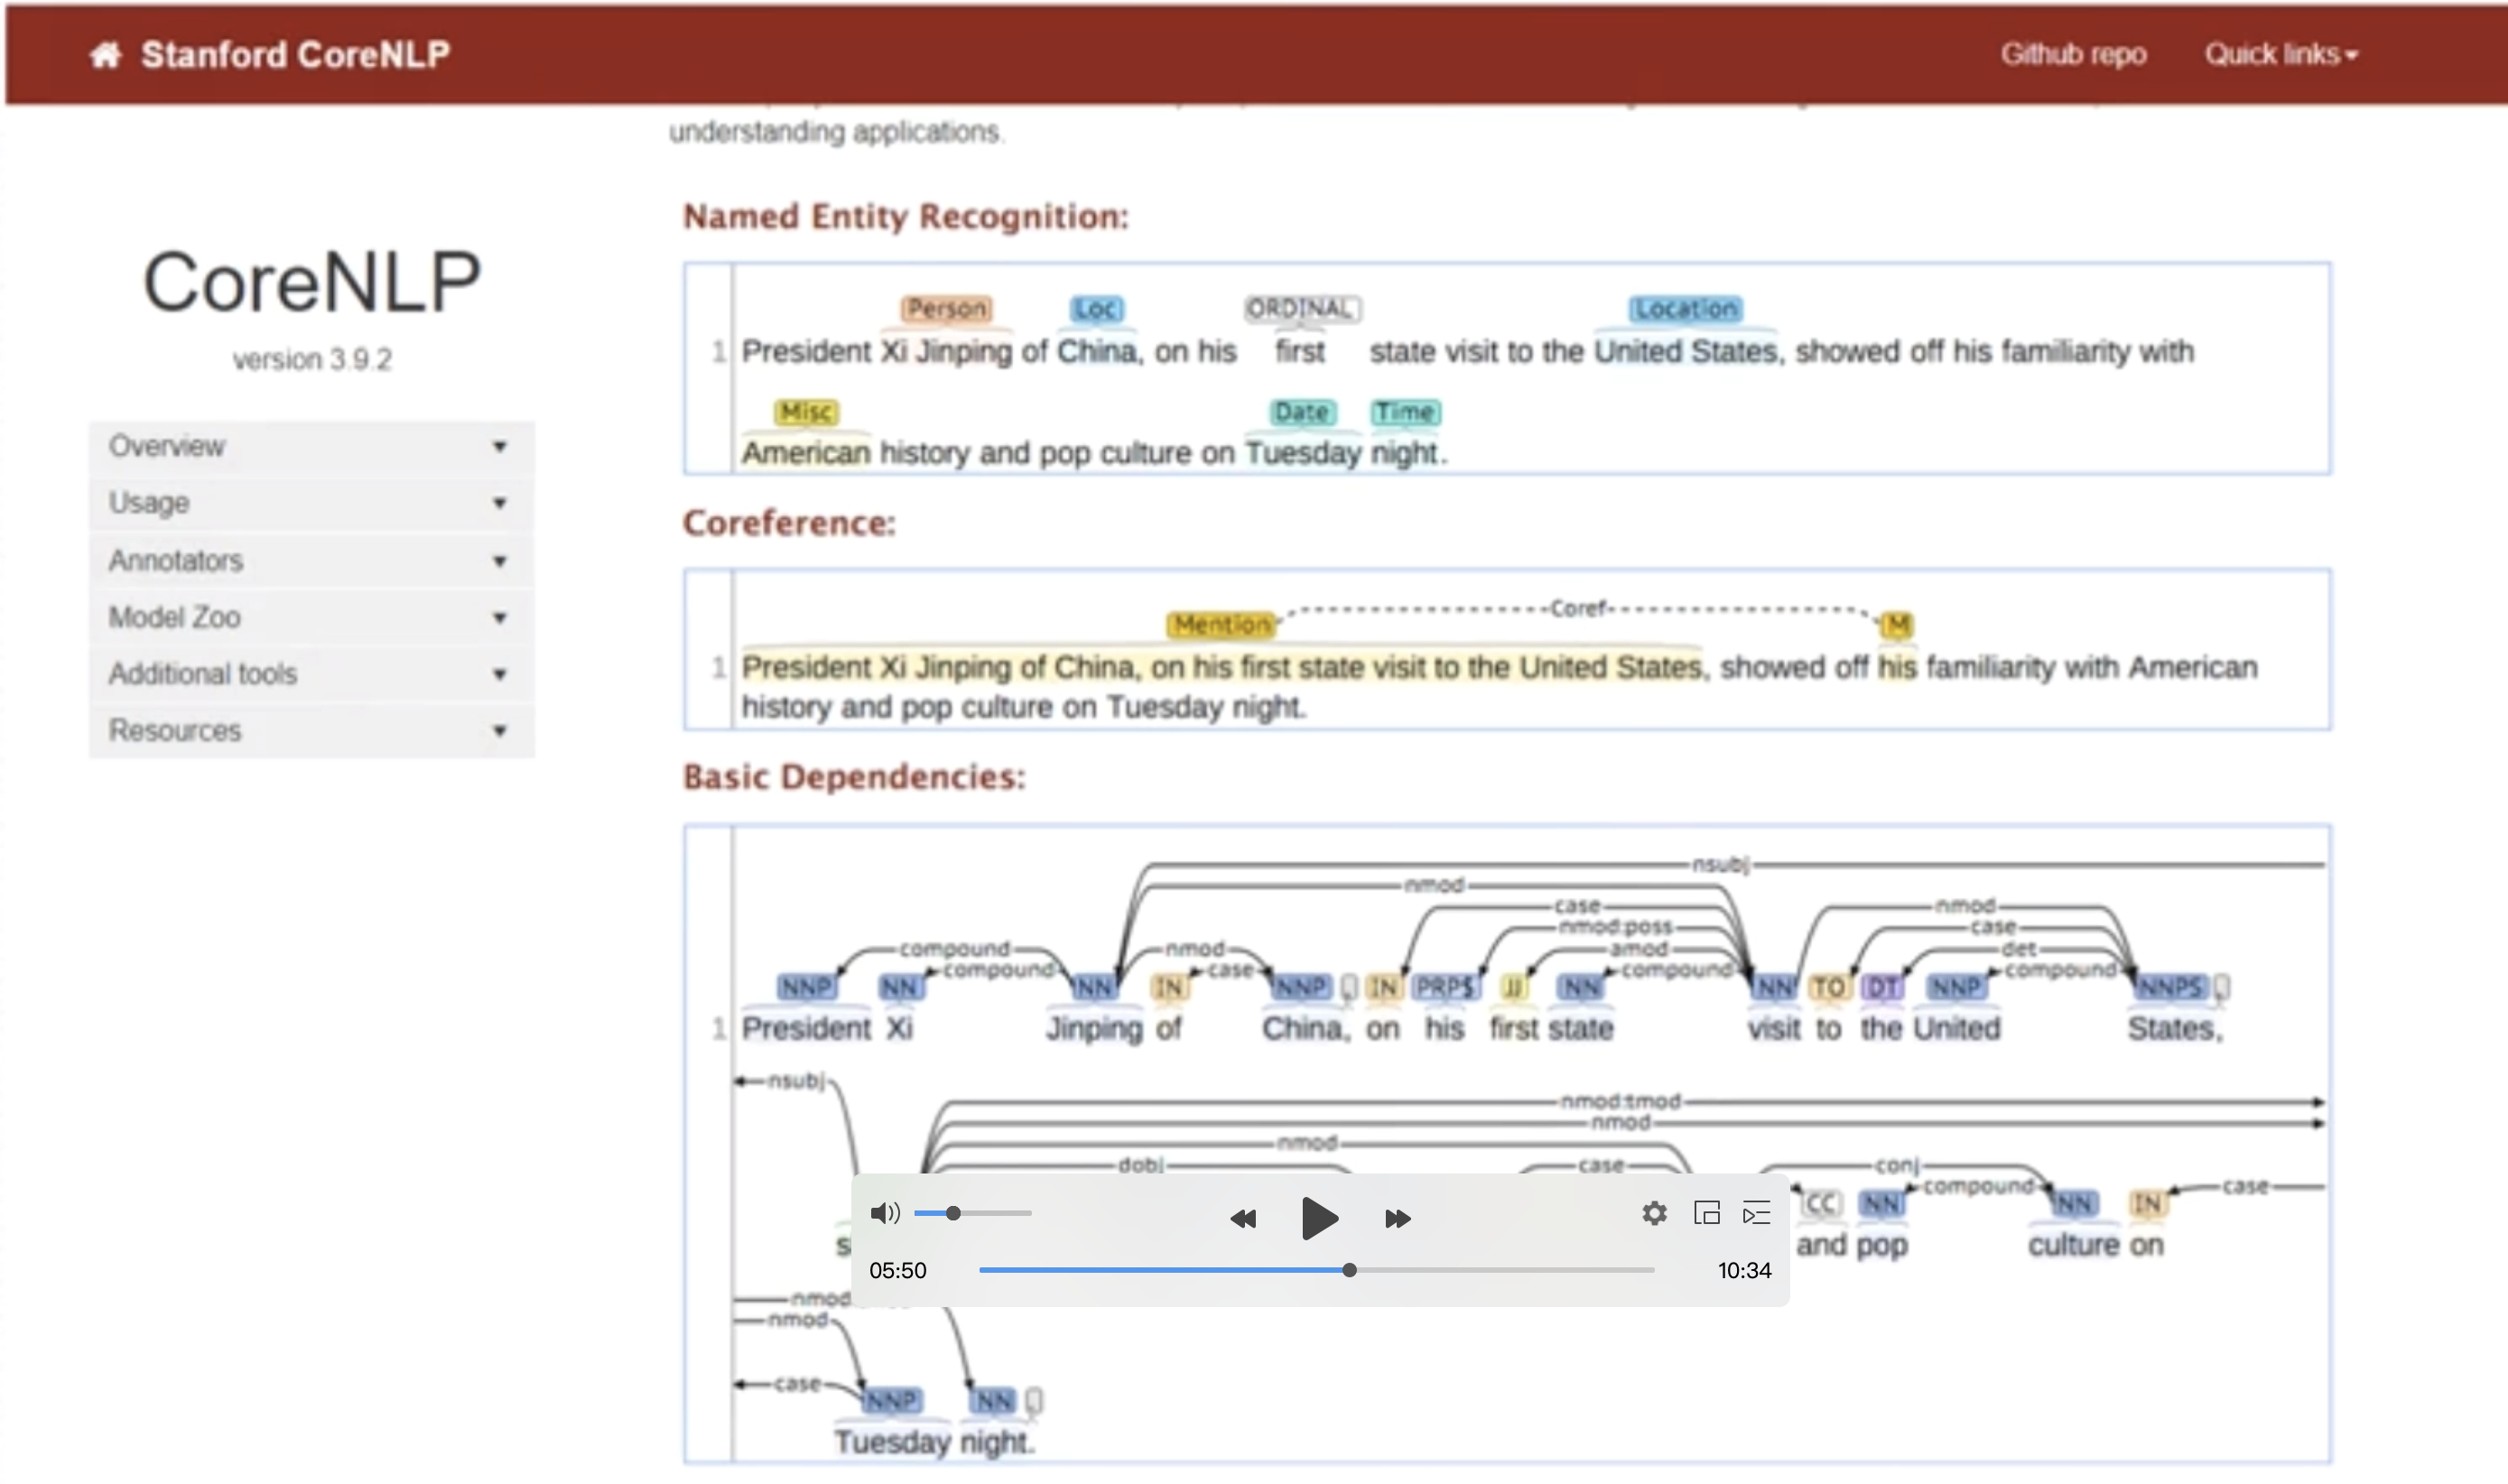 Stanford CoreNLP
Github repo
Quick links
understanding applications.
CoreNLP
version 3.9.2
Overview
Usage
Annotators
Model Zoo
Additional tools
Resources
Named Entity Recognition:
Person Loc ORDINAL Location
1 President Xi Jinping of China, on his first state visit to the United States, showed off his familiarity with
Misc Date Time
American history and pop culture on Tuesday night.
Coreference:
Coref
Mention M
1 President Xi Jinping of China, on his first state visit to the United States, showed off his familiarity with American
history and pop culture on Tuesday night.
Basic Dependencies:
nsubj
nmod
case nmod
nmod:poss case
compound nmod amod det
compound case compound compound
NNP NN NN IN NNP , IN PRP$ JJ NN NN TO DT NNP NNPS ,
1 President Xi Jinping of China, on his first state visit to the United States,
nsubj
nmod:tmod
nmod
nmod
dobj case conj
compound case
CC NN NN IN
s and pop culture on
05:50 10:34
nmod
nmod
case
NNP NN .
Tuesday night.